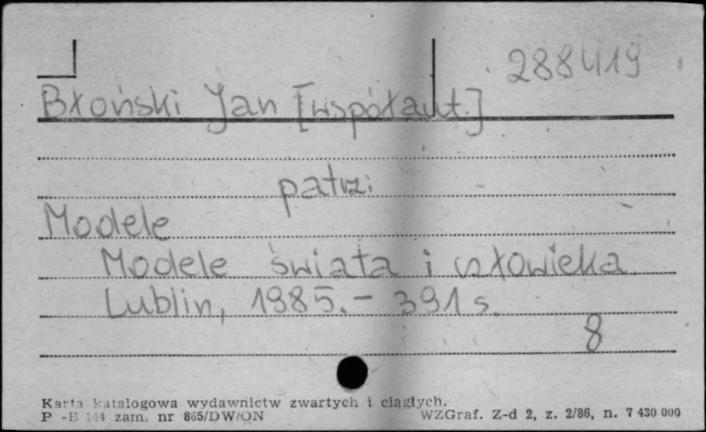 288419
Błoński Jan [współaut.]
patrz:
Modele
Modele świata i człowieka
Lublin, 1985. - 391 s.
8
Karta katalogowa wydawnictw zwartych i ciągłych.
P-B 144 zam. nr 865/DW/ON WZGraf. Z-d 2, z. 2/86, n. 7 430 000